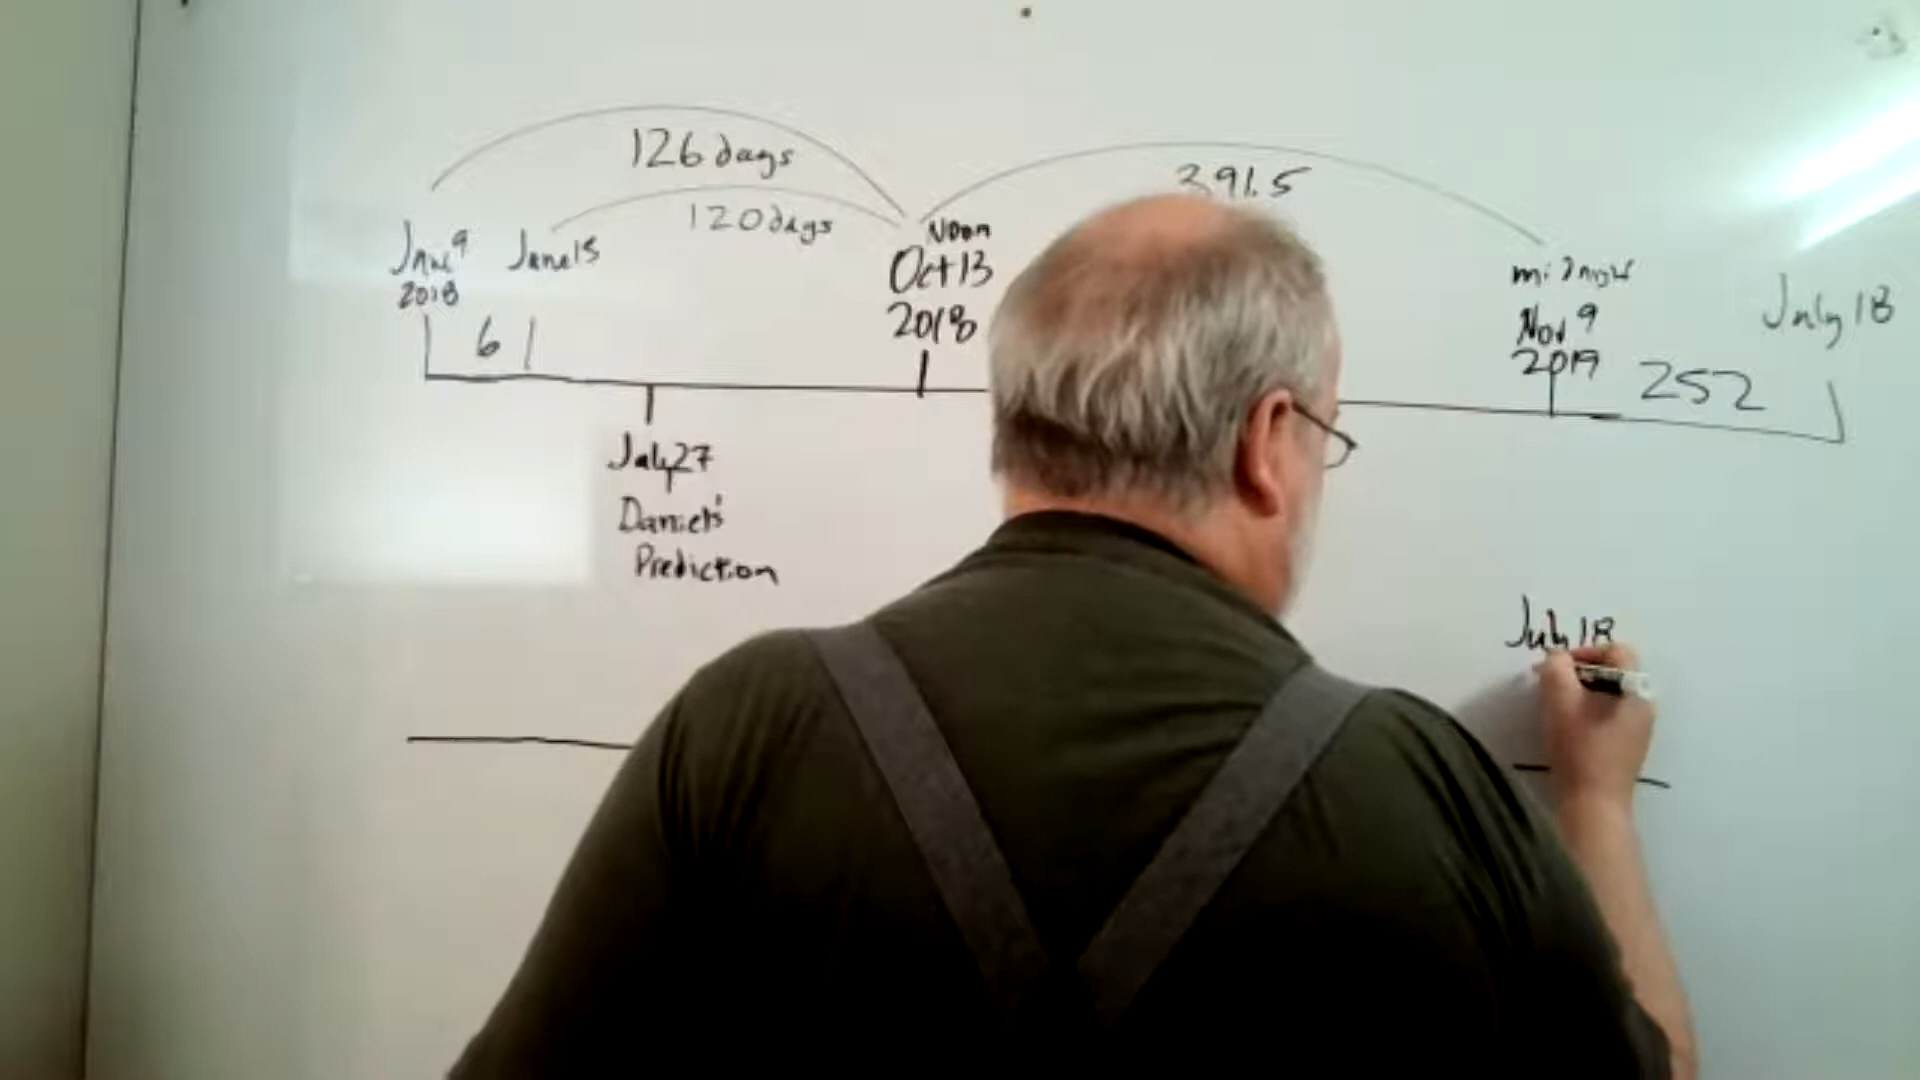 126 days
391.5
120 days
June 9
2018
June 15
Noon
Oct 13
2018
midnight
Nov 9
2019
July 18
6
252
July 27
Daniel's
Prediction
July 18